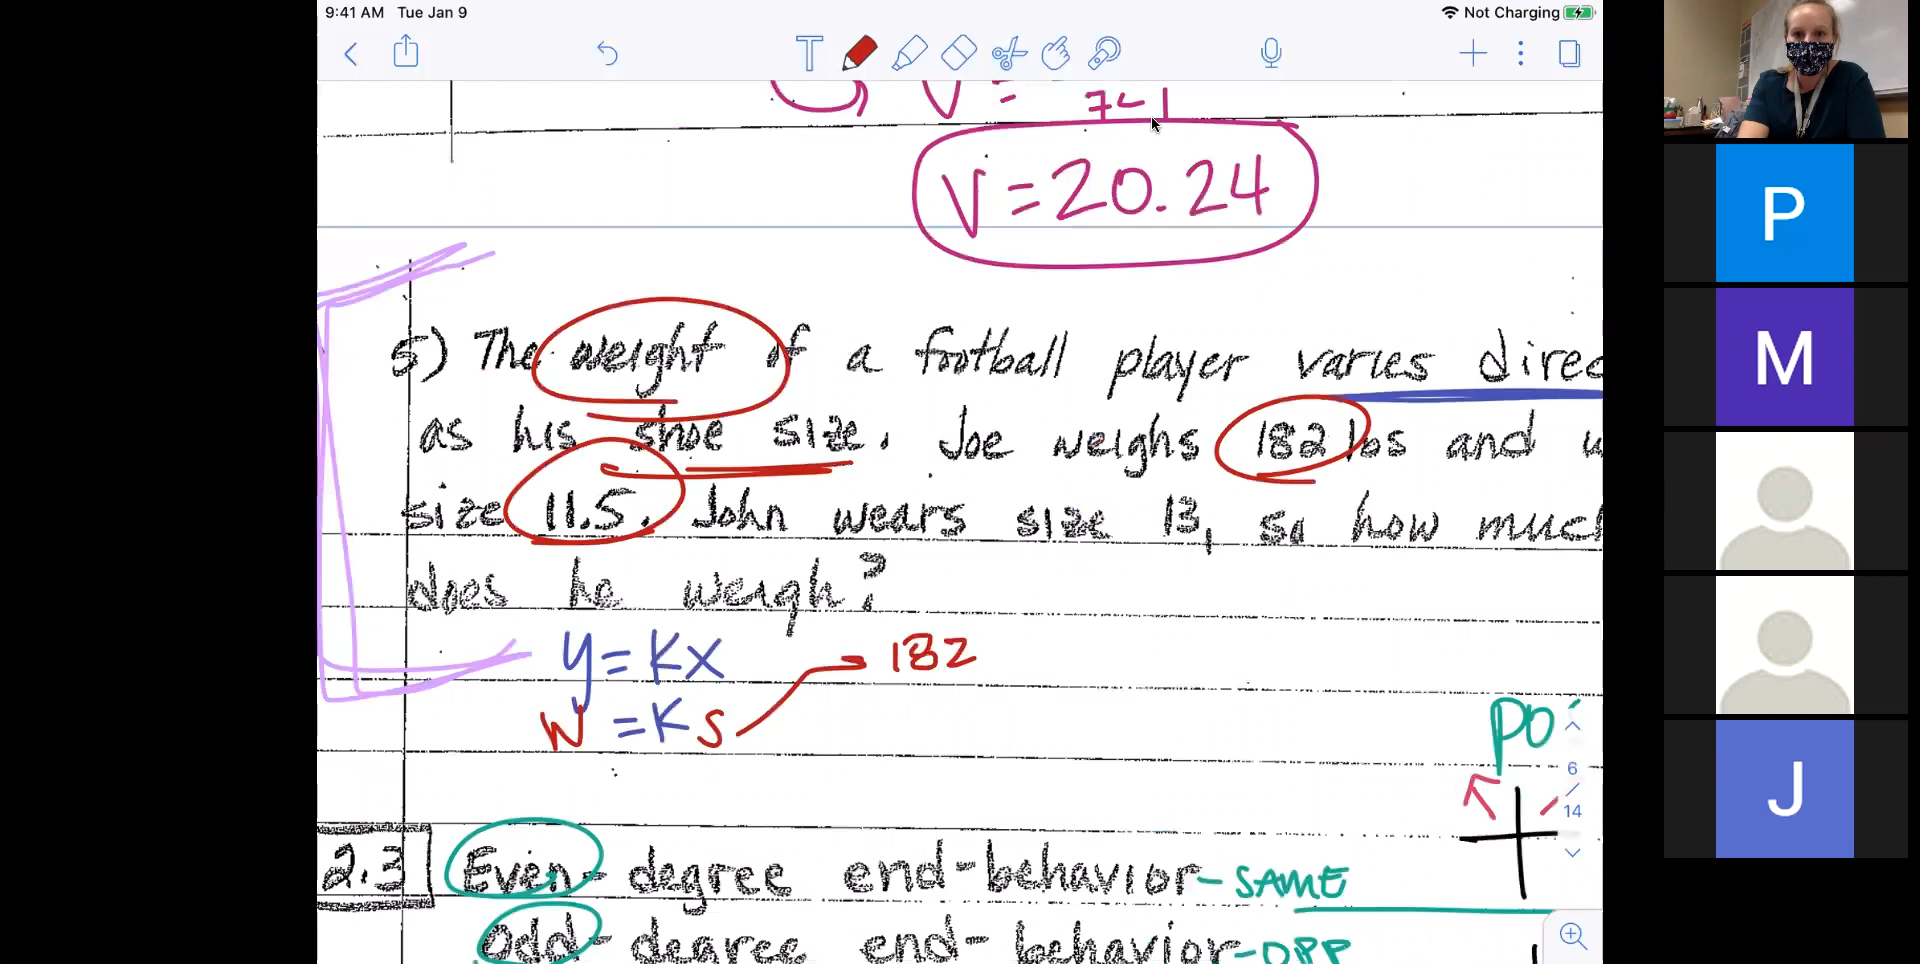 9:41 AM Tue Jan 9
Not Charging
T
V =
V = 20.24
5) The weight of a football player varies direc
as his shoe size. Joe weighs 182 lbs and w
size 11.5. John wears size 13, so how much
does he weigh?
y = kx
182
W = KS
PO
6
14
2.3 Even- degree end-behavior - SAME
Odd- degree end-behavior - OPP
P
M
J